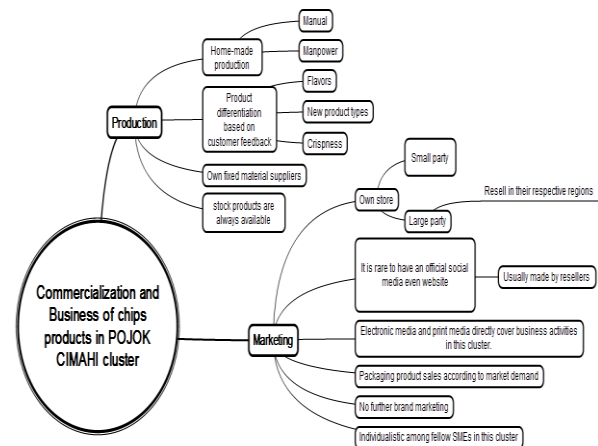 Manual
Home-made
production
Manpower
Flavors
Product
differentiation
based on
customer feedback
New product types
Crispness
Production
Own fixed material suppliers
stock products are
always available
Small
party
Own store
Large party
Resell in their respective regions
It is rare to have an official social
media even website
Usually made by resellers
Commercialization and
Business of chips
products in POJOK
CIMAHI cluster
Marketing
Electronic media and print media directly cover business activities
in this cluster.
Packaging product sales according to market demand
No further brand marketing
Individualistic among fellow SMEs in this cluster